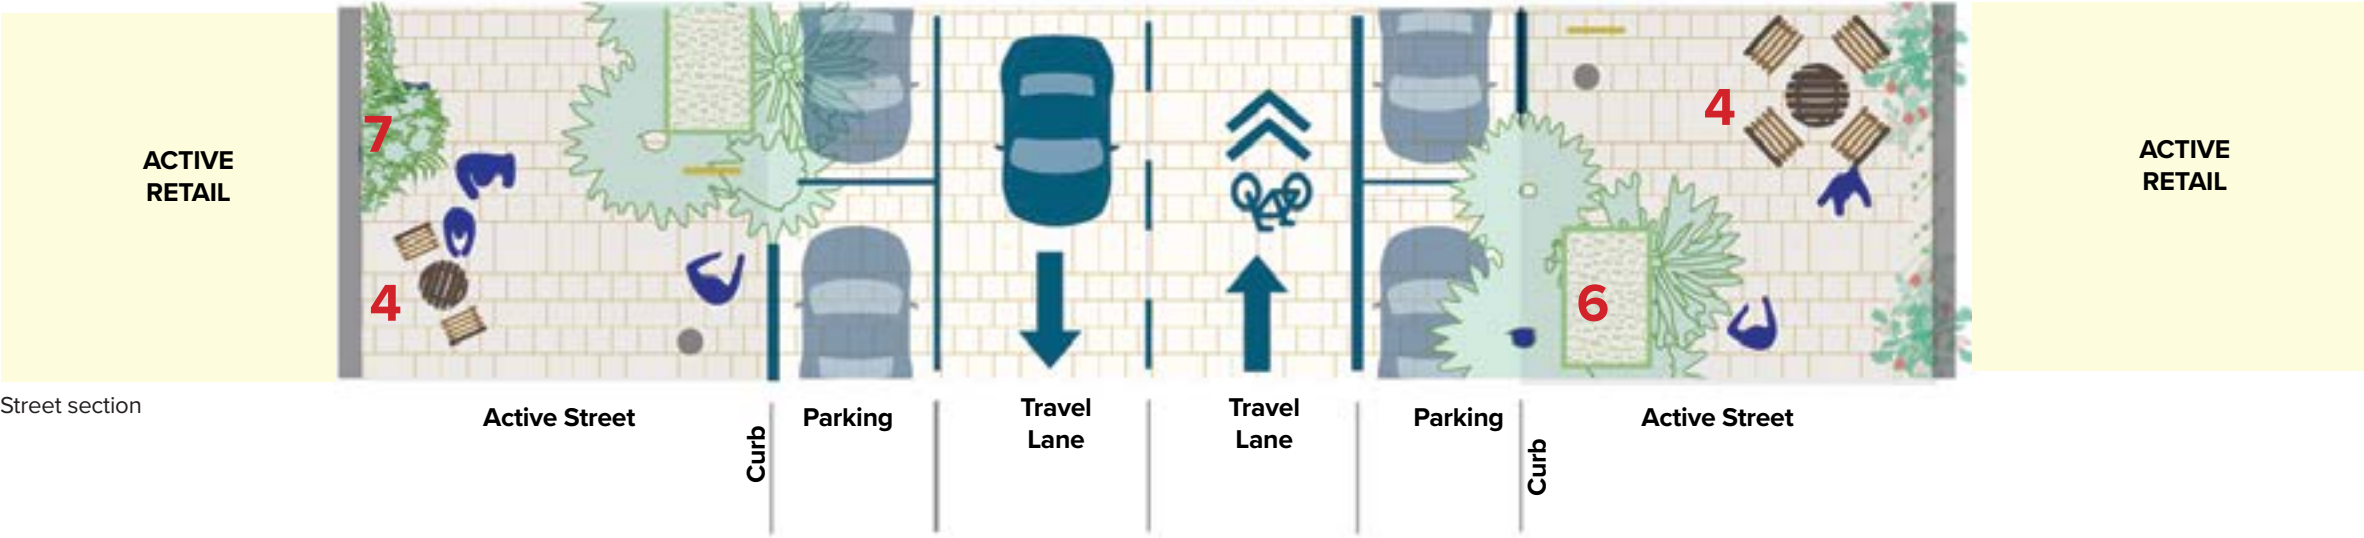 7
4
4
6
ACTIVE
RETAIL
ACTIVE
RETAIL
Street section
Active Street
Curb
Parking
Travel
Lane
Travel
Lane
Parking
Curb
Active Street